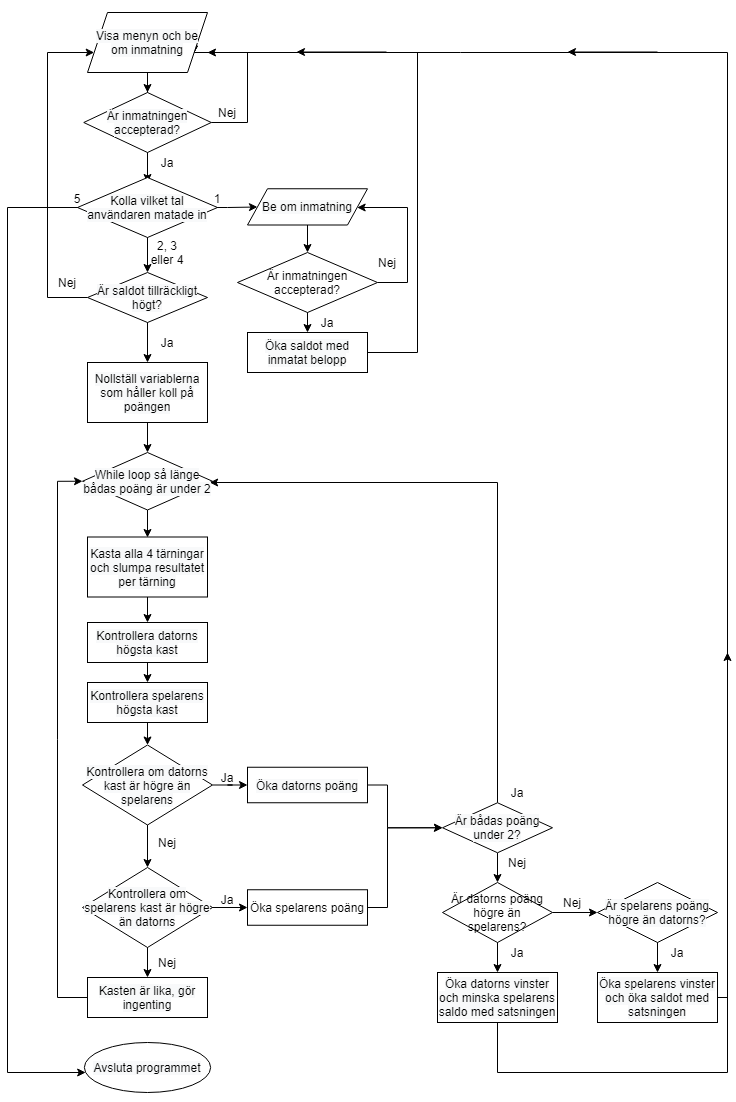 Visa menyn och be
om inmatning
Är inmatningen
accepterad?
Nej
Ja
5
Kolla vilket tal
användaren matade in
1
Be om inmatning
2, 3
eller 4
Nej
Är inmatningen
accepterad?
Nej
Är saldot tillräckligt
högt?
Ja
Ja
Öka saldot med
inmatat belopp
Nollställ variablerna
som håller koll på
poängen
While loop så länge
bådas poäng är under 2
Kasta alla 4 tärningar
och slumpa resultatet
per tärning
Kontrollera datorns
högsta kast
Kontrollera spelarens
högsta kast
Kontrollera om datorns
kast är högre än
spelarens
Ja
Öka datorns poäng
Ja
Är bådas poäng
under 2?
Nej
Nej
Kontrollera om
spelarens kast är högre
än datorns
Ja
Öka spelarens poäng
Är datorns poäng
högre än
spelarens?
Nej
Är spelarens poäng
högre än datorns?
Nej
Ja
Ja
Kasten är lika, gör
ingenting
Öka datorns vinster
och minska spelarens
saldo med satsningen
Öka spelarens vinster
och öka saldot med
satsningen
Avsluta programmet